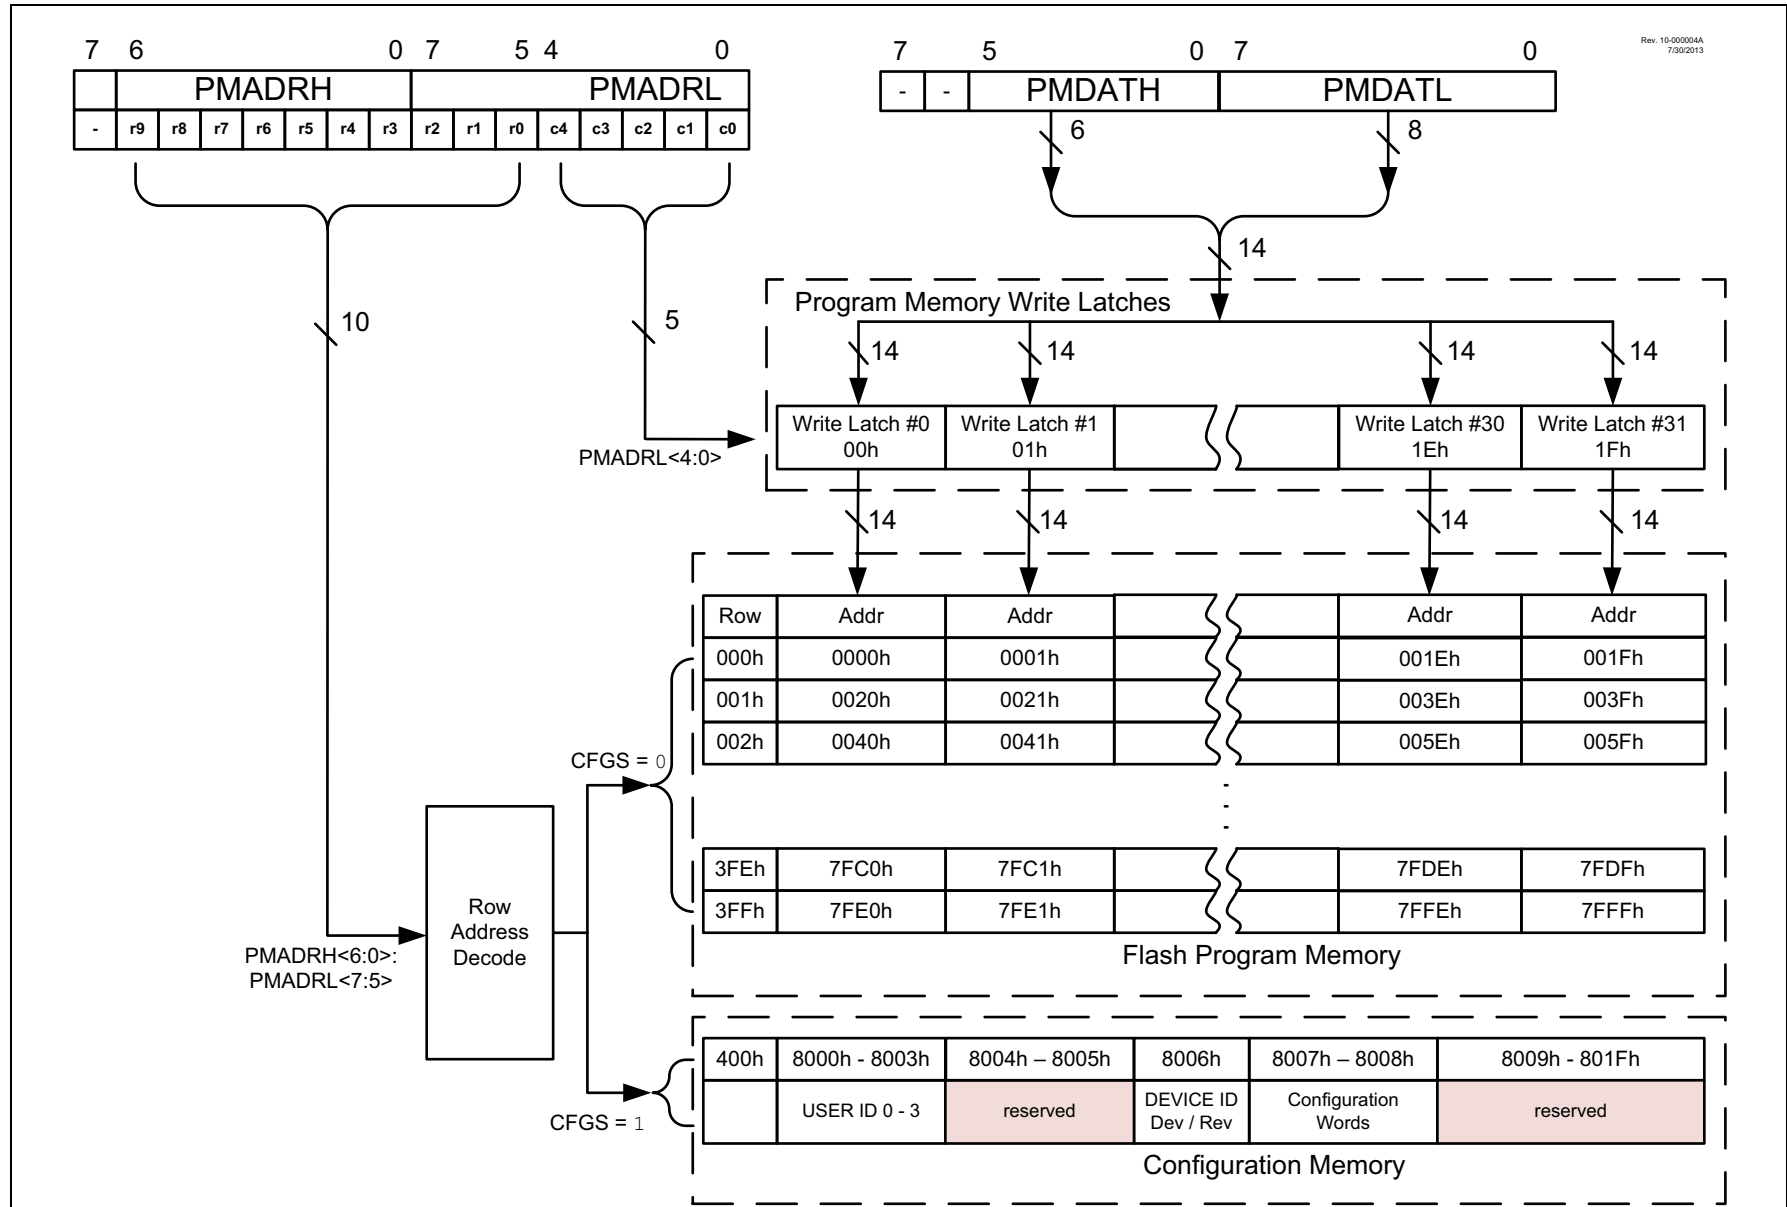 7 6 0 7 5 4 0
7 5 0 7 0
Rev. 10-000004A
7/30/2013
PMADRH PMADRL
- - PMDATH PMDATL
- r9 r8 r7 r6 r5 r4 r3 r2 r1 r0 c4 c3 c2 c1 c0
6 8
14
10 5
Program Memory Write Latches
14 14 14 14
Write Latch #0 Write Latch #1 Write Latch #30 Write Latch #31
00h 01h 1Eh 1Fh
PMADRL<4:0>
14 14 14 14
Row Addr Addr Addr Addr
000h 0000h 0001h 001Eh 001Fh
001h 0020h 0021h 003Eh 003Fh
002h 0040h 0041h 005Eh 005Fh
CFGS = 0
3FEh 7FC0h 7FC1h 7FDEh 7FDFh
3FFh 7FE0h 7FE1h 7FFEh 7FFFh
Row
Address
Decode
PMADRH<6:0>:
PMADRL<7:5>
Flash Program Memory
400h 8000h - 8003h 8004h – 8005h 8006h 8007h – 8008h 8009h - 801Fh
USER ID 0 - 3 reserved DEVICE ID Dev / Rev Configuration Words reserved
CFGS = 1
Configuration Memory